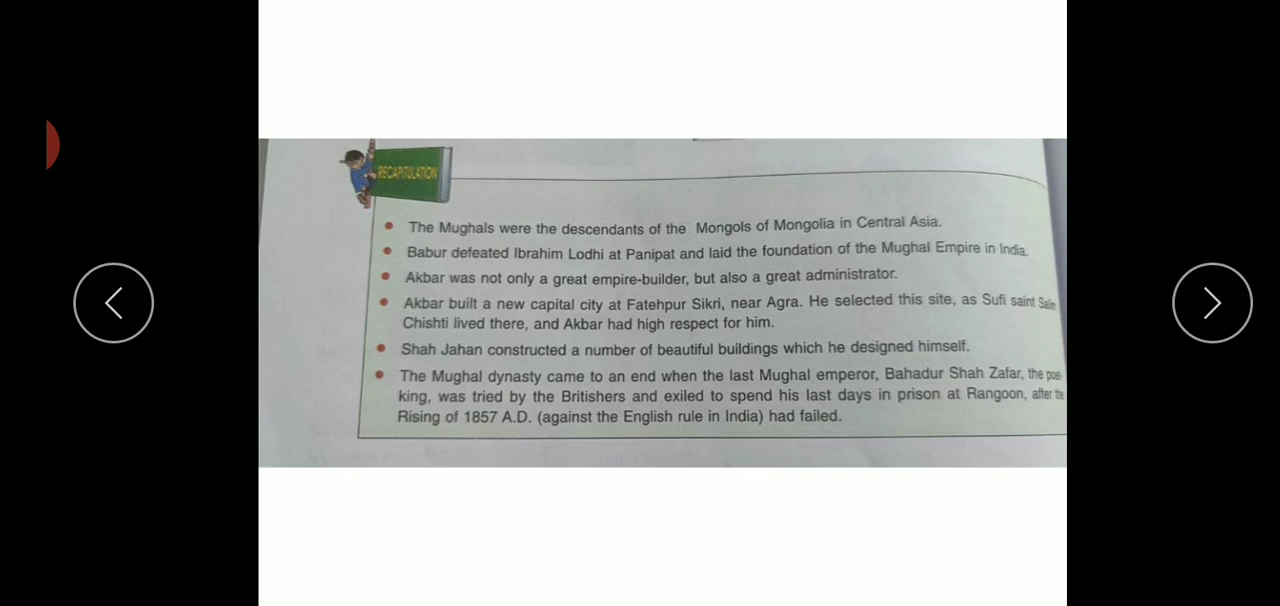 RECAPITULATION
• The Mughals were the descendants of the Mongols of Mongolia in Central Asia.
• Babur defeated Ibrahim Lodhi at Panipat and laid the foundation of the Mughal Empire in India.
• Akbar was not only a great empire-builder, but also a great administrator.
• Akbar built a new capital city at Fatehpur Sikri, near Agra. He selected this site, as Sufi saint
Chishti lived there, and Akbar had high respect for him.
• Shah Jahan constructed a number of beautiful buildings which he designed himself.
• The Mughal dynasty came to an end when the last Mughal emperor, Bahadur Shah Zafar, the
king, was tried by the Britishers and exiled to spend his last days in prison at Rangoon, after the
Rising of 1857 A.D. (against the English rule in India) had failed.